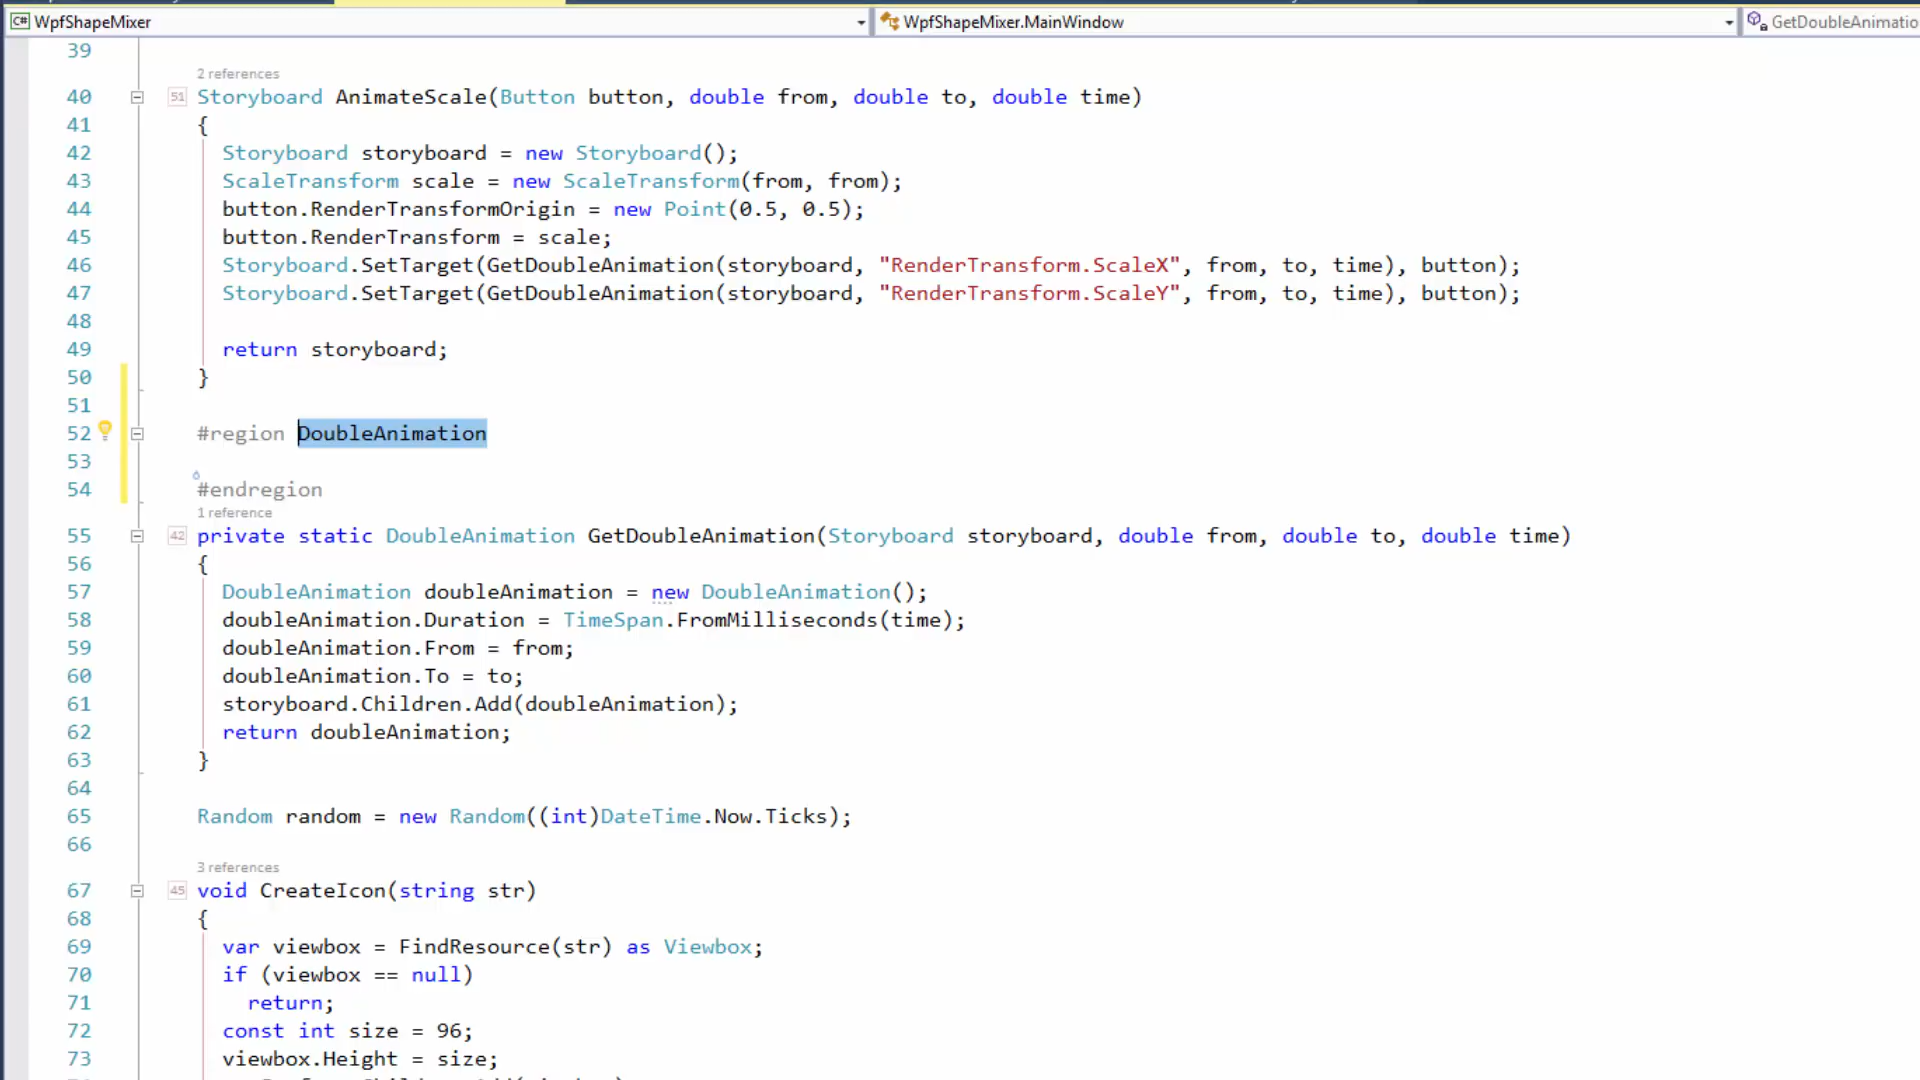 C# WpfShapeMixer WpfShapeMixer.MainWindow GetDoubleAnimatio
39
2 references
40 51 Storyboard AnimateScale(Button button, double from, double to, double time)
41 {
42 Storyboard storyboard = new Storyboard();
43 ScaleTransform scale = new ScaleTransform(from, from);
44 button.RenderTransformOrigin = new Point(0.5, 0.5);
45 button.RenderTransform = scale;
46 Storyboard.SetTarget(GetDoubleAnimation(storyboard, "RenderTransform.ScaleX", from, to, time), button);
47 Storyboard.SetTarget(GetDoubleAnimation(storyboard, "RenderTransform.ScaleY", from, to, time), button);
48
49 return storyboard;
50 }
51
52 #region DoubleAnimation
53
54 #endregion
1 reference
55 42 private static DoubleAnimation GetDoubleAnimation(Storyboard storyboard, double from, double to, double time)
56 {
57 DoubleAnimation doubleAnimation = new DoubleAnimation();
58 doubleAnimation.Duration = TimeSpan.FromMilliseconds(time);
59 doubleAnimation.From = from;
60 doubleAnimation.To = to;
61 storyboard.Children.Add(doubleAnimation);
62 return doubleAnimation;
63 }
64
65 Random random = new Random((int)DateTime.Now.Ticks);
66
3 references
67 45 void CreateIcon(string str)
68 {
69 var viewbox = FindResource(str) as Viewbox;
70 if (viewbox == null)
71 return;
72 const int size = 96;
73 viewbox.Height = size;